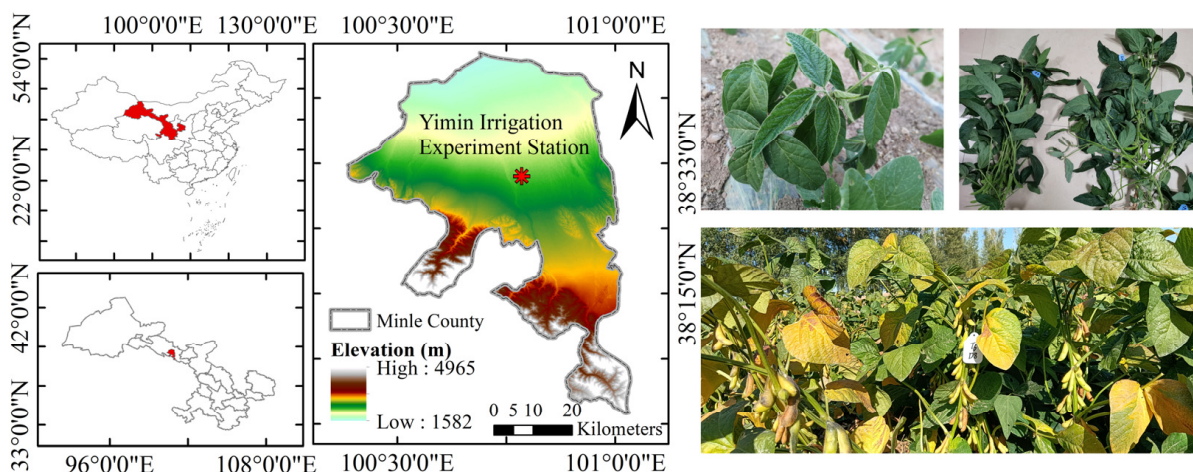 100°0'0"E 130°0'0"E
54°0'0"N
22°0'0"N
42°0'0"N
33°0'0"N
96°0'0"E 108°0'0"E
100°30'0"E 101°0'0"E
N
Yimin Irrigation
Experiment Station
Minle County
Elevation (m)
High : 4965
Low : 1582
0 5 10 20
Kilometers
100°30'0"E 101°0'0"E
38°33'0"N
38°15'0"N